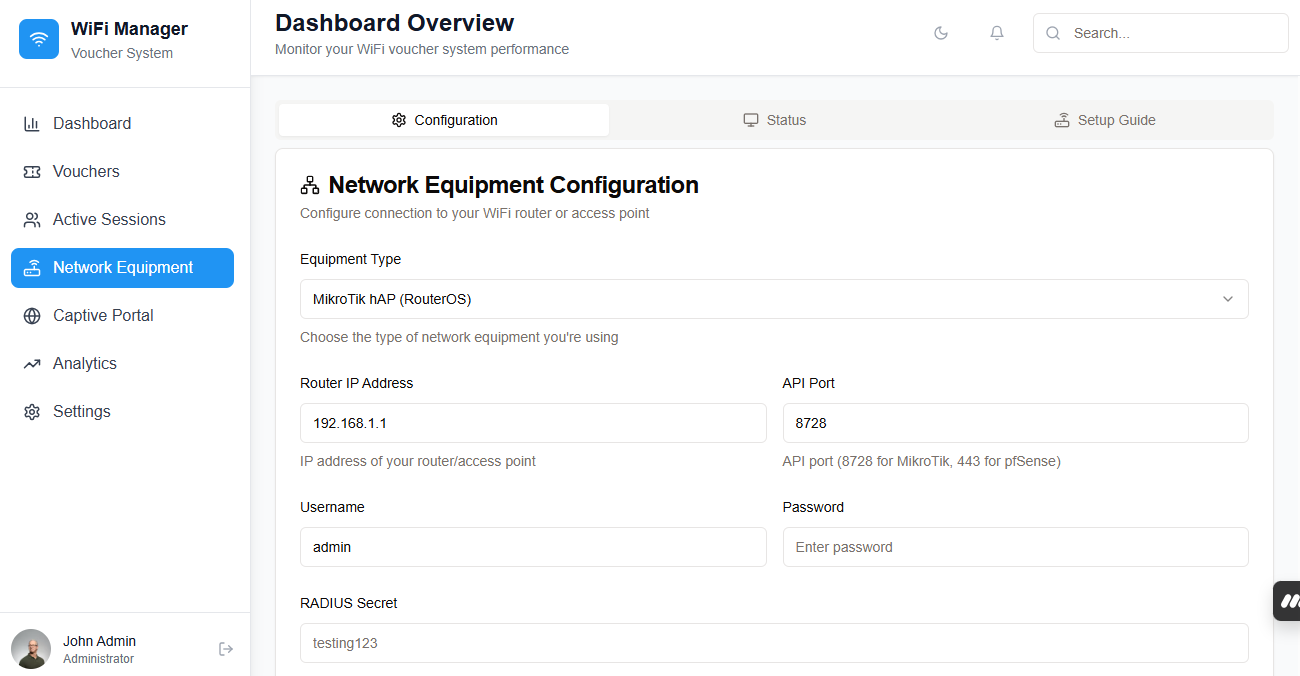 WiFi Manager
Voucher System
Dashboard
Vouchers
Active Sessions
Network Equipment
Captive Portal
Analytics
Settings
John Admin
Administrator
Dashboard Overview
Monitor your WiFi voucher system performance
Search...
Configuration
Status
Setup Guide
Network Equipment Configuration
Configure connection to your WiFi router or access point
Equipment Type
MikroTik hAP (RouterOS)
Choose the type of network equipment you're using
Router IP Address
API Port
192.168.1.1
8728
IP address of your router/access point
API port (8728 for MikroTik, 443 for pfSense)
Username
Password
admin
Enter password
RADIUS Secret
testing123